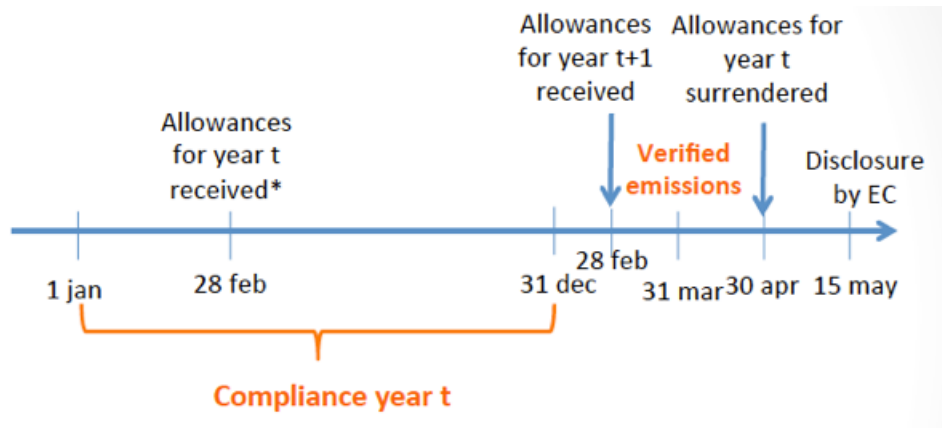 Allowances
for year t
received*
Allowances
for year t+1
received
Allowances for
year t
surrendered
Verified
emissions
Disclosure
by EC
1 jan
28 feb
31 dec
28 feb
31 mar
30 apr
15 may
Compliance year t